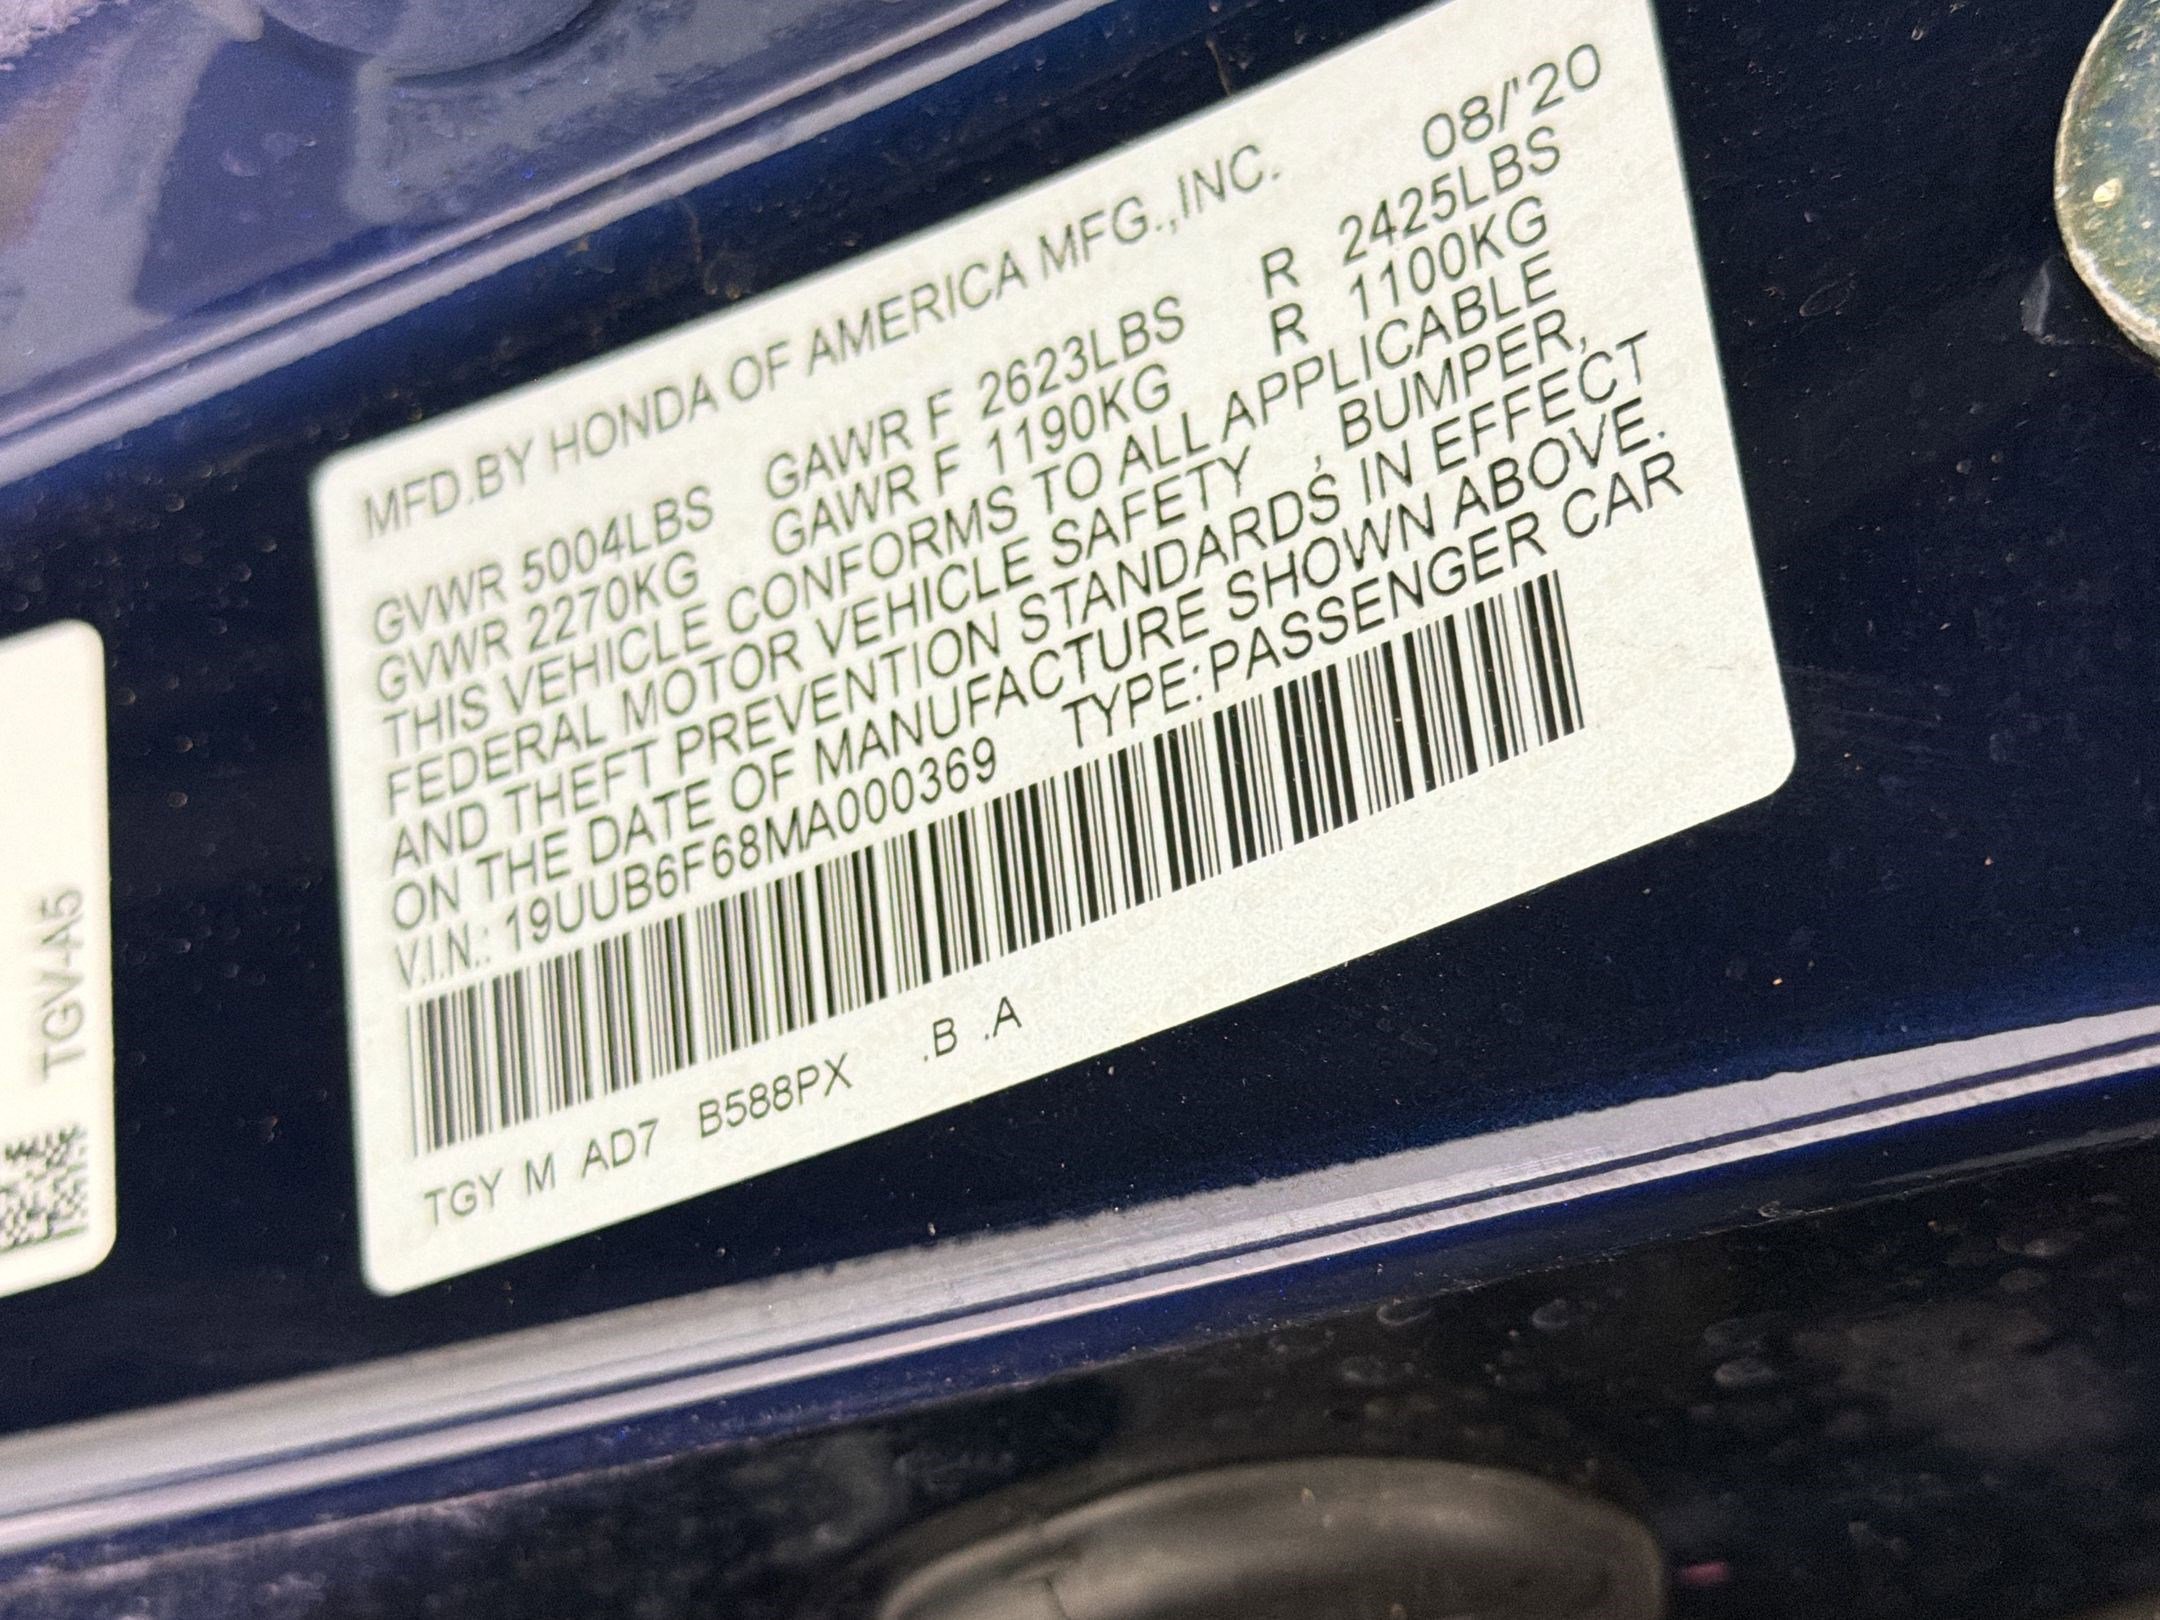 MFD.BY HONDA OF AMERICA MFG.,INC. 08/'20
GVWR 5004LBS GAWR F 2623LBS R 2425LBS
GVWR 2270KG GAWR F 1190KG R 1100KG
THIS VEHICLE CONFORMS TO ALL APPLICABLE
FEDERAL MOTOR VEHICLE SAFETY , BUMPER,
AND THEFT PREVENTION STANDARDS IN EFFECT
ON THE DATE OF MANUFACTURE SHOWN ABOVE.
V.I.N.: 19UUB6F68MA000369 TYPE:PASSENGER CAR
TGY M AD7 B588PX .B .A
TGV-A5